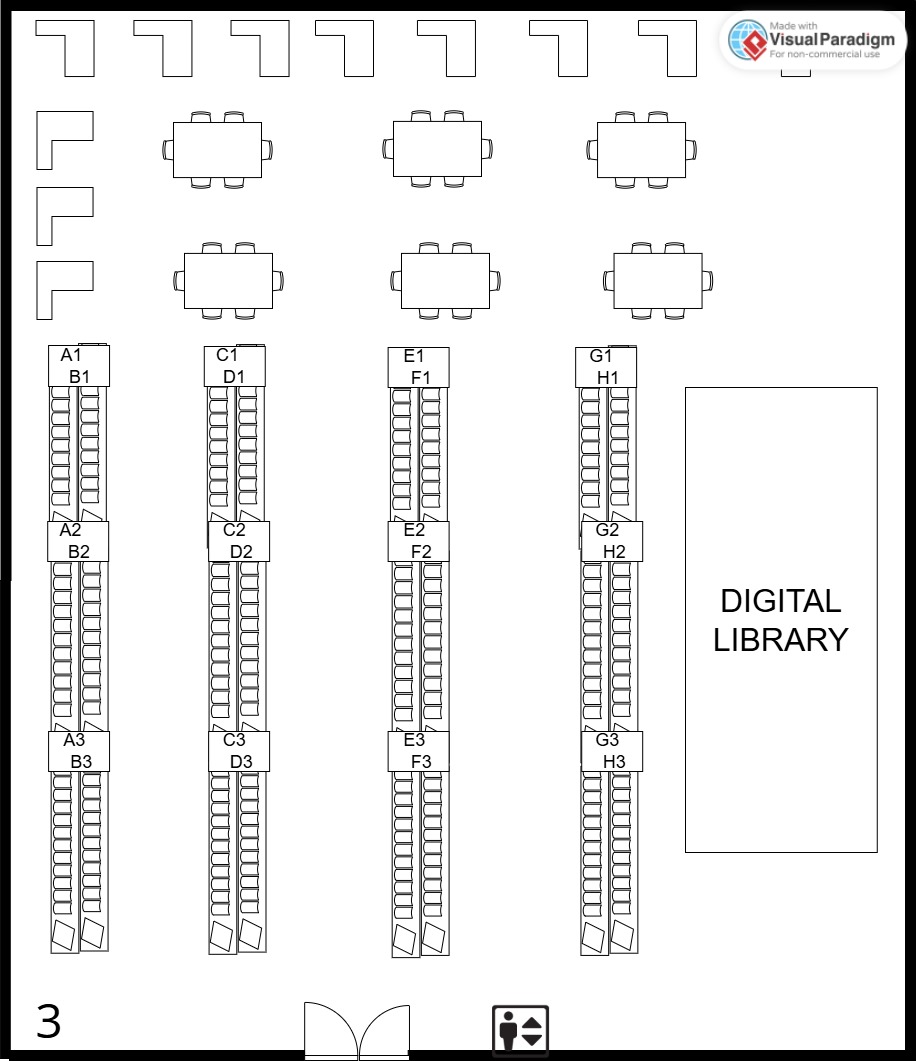 Made with
Visual Paradigm
For non-commercial use
A1
B1
C1
D1
E1
F1
G1
H1
A2
B2
C2
D2
E2
F2
G2
H2
DIGITAL
LIBRARY
A3
B3
C3
D3
E3
F3
G3
H3
3